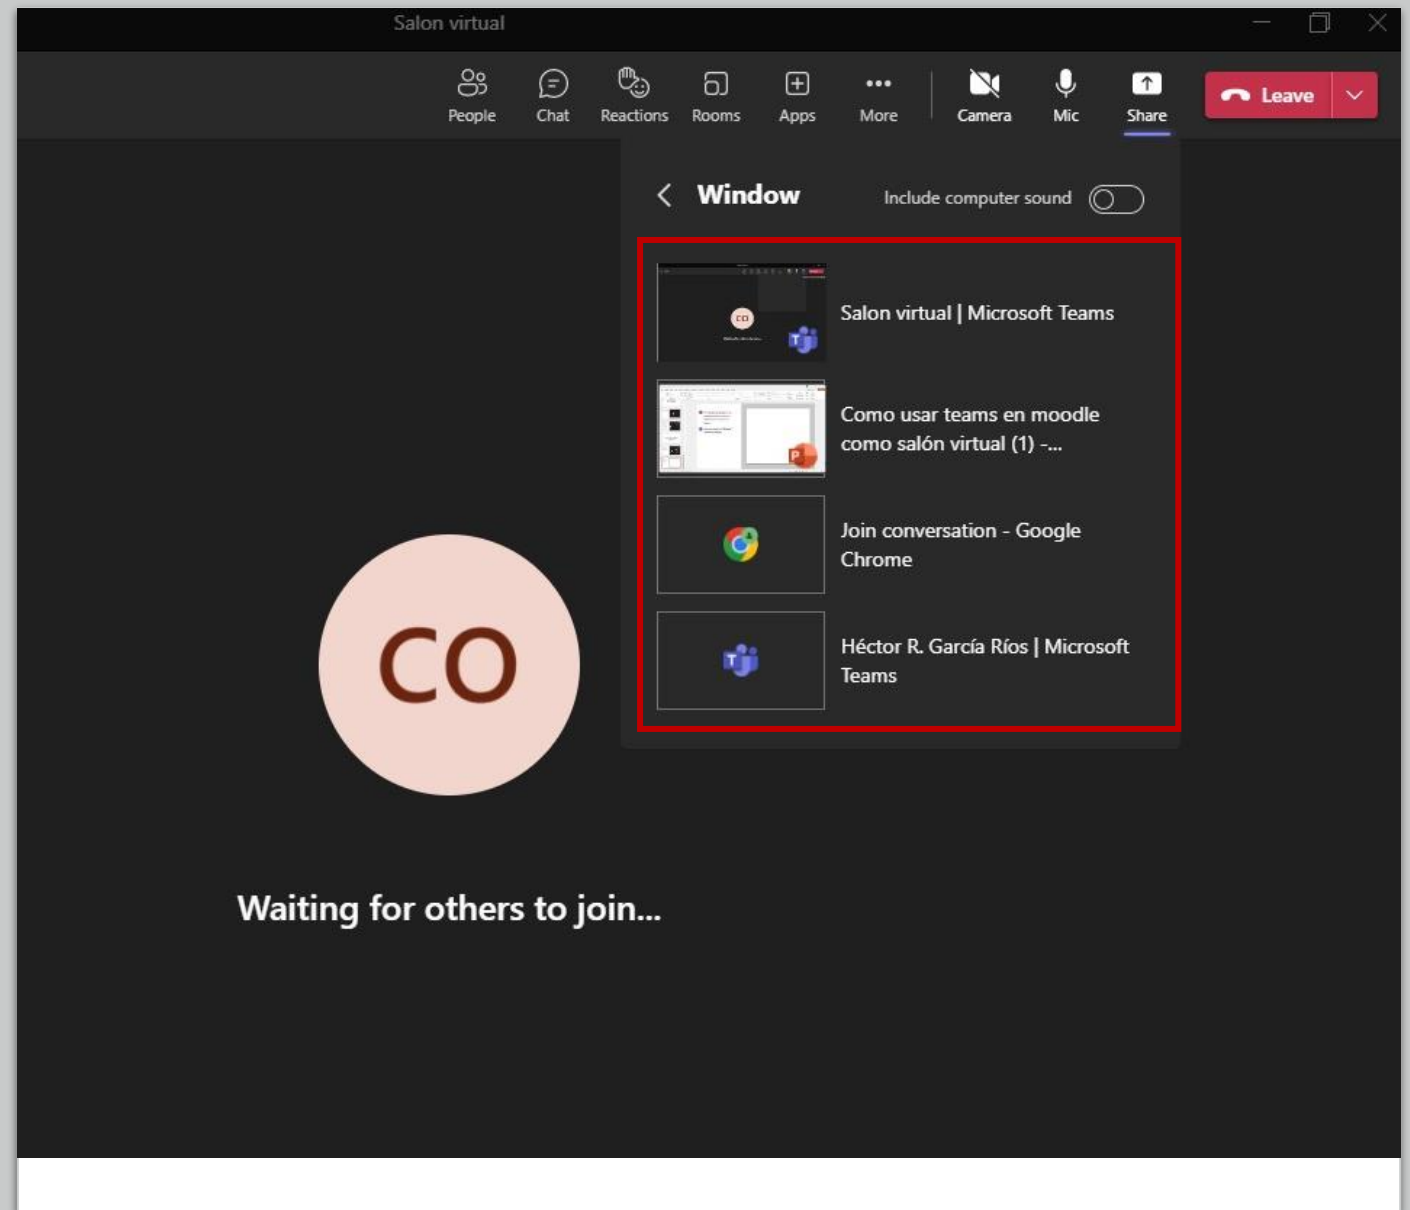 Salon virtual
People Chat Reactions Rooms Apps More Camera Mic Share Leave
Window Include computer sound
Salon virtual | Microsoft Teams
Como usar teams en moodle
como salón virtual (1) -...
Join conversation - Google
Chrome
Héctor R. García Ríos | Microsoft
Teams
CO
Waiting for others to join...